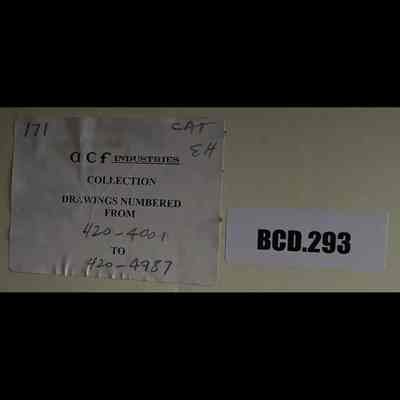 171 CAT
EH
acf INDUSTRIES
COLLECTION
DRAWINGS NUMBERED
FROM
420-4001
TO
420-4987
BCD.293